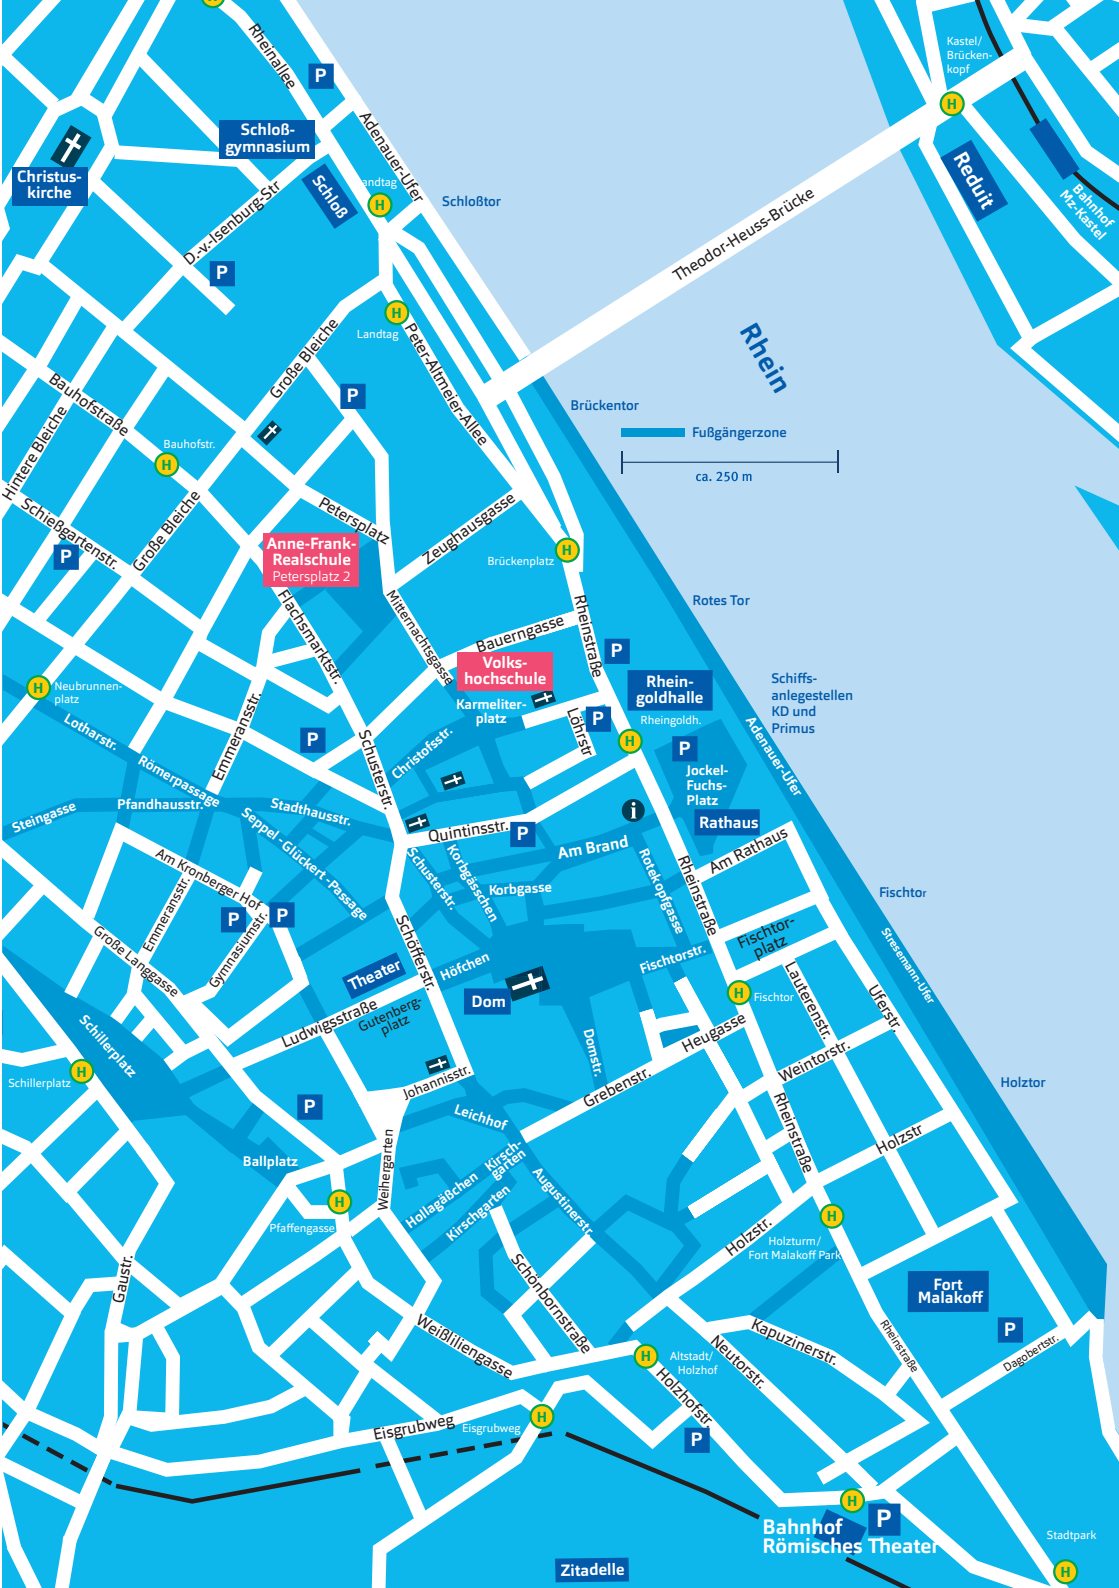 H
Rheinallee
P
Kastel/
Brücken-
kopf
H
Schloß-
gymnasium
Adenauer-Ufer
Christus-
kirche
Schloß
andtag
H
Schloßtor
Reduit
Bahnhof
Mz-Kastel
D.-v.-Isenburg-Str
P
Theodor-Heuss-Brücke
H
Landtag
Große Bleiche
Peter-Altmeier-Allee
Rhein
P
Bauhofstraße
Brückentor
Hintere Bleiche
Fußgängerzone
Bauhofstr.
H
ca. 250 m
Schießgartenstr.
Große Bleiche
Petersplatz
Zeughausgasse
P
Anne-Frank-
Realschule
Petersplatz 2
H
Brückenplatz
Flachsmarktstr.
Mitternachtsgasse
Rheinstraße
Rotes Tor
Bauerngasse
P
Volks-
hochschule
H
Neubrunnen-
platz
Karmeliter-
platz
Rhein-
goldhalle
Rheingoldh.
Schiffs-
anlegestellen
KD und
Primus
P
Löhrstr
Lotharstr.
Emmeransstr.
P
Schusterstr.
Christofsstr.
H
P
Adenauer-Ufer
Römerpassage
Jockel-
Fuchs-
Platz
Steingasse
Pfandhausstr.
Stadthausstr.
i
Rathaus
Seppel-Glückert-Passage
Quintinsstr.
P
Am Brand
Am Rathaus
Am Kronberger Hof
Schusterstr.
Korbgässchen
Korbgasse
Rotekopfgasse
Rheinstraße
Fischtor
Emmeransstr.
P
P
Gymnasiumstr.
Große Langgasse
Schöfferstr.
Fischtor-
platz
Stresemann-Ufer
Theater
Höfchen
Fischtorstr.
Dom
H
Fischtor
Lauterenstr.
Uferstr.
Ludwigsstraße
Gutenberg-
platz
Schillerplatz
Domstr.
Heugasse
Weintorstr.
H
Schillerplatz
Johannisstr.
Grebenstr.
Holztor
P
Leichhof
Rheinstraße
Holzstr
Ballplatz
Weihergarten
Kirsch-
garten
Hollagäßchen
Kirschgarten
Augustinerstr.
H
Pfaffengasse
H
Holzturm/
Fort Malakoff Park
Holzstr.
Gaustr.
Schönbornstraße
Fort
Malakoff
P
Weißliliengasse
Kapuzinerstr.
Rheinstraße
Dagobertstr.
H
Altstadt/
Holzhof
Neutorstr.
Holzhofstr.
Eisgrubweg
Eisgrubweg
H
P
H
P
Bahnhof
Römisches Theater
Stadtpark
H
Zitadelle